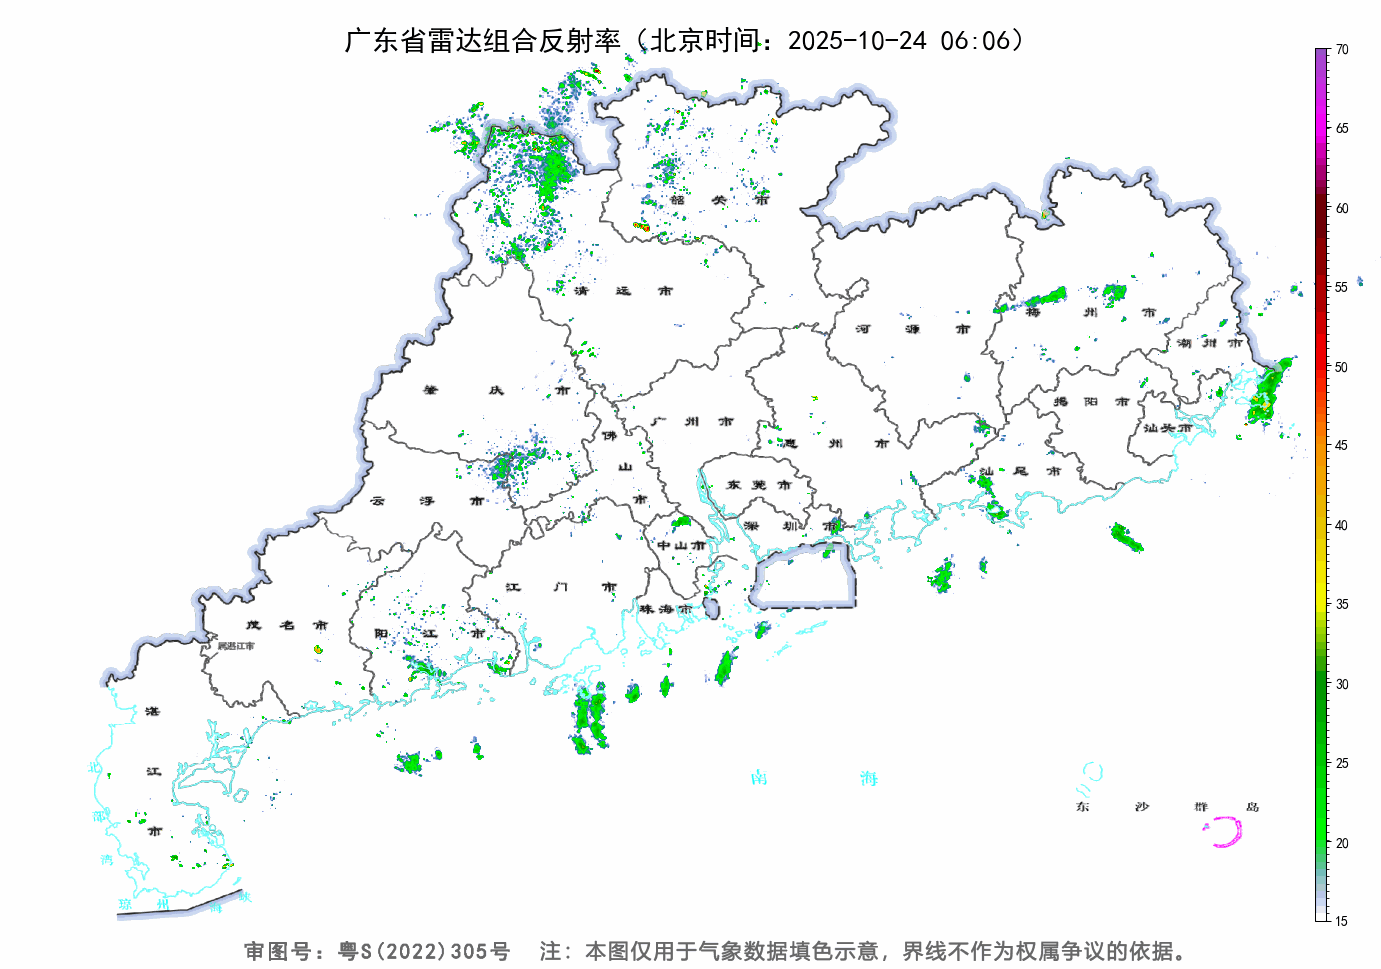 广东省雷达组合反射率（北京时间：2025-10-24 06:06）
70
65
60
55
50
45
40
35
30
25
20
15
韶关市
清远市
河源市
梅州市
潮州市
肇庆市
广州市
佛山市
惠州市
揭阳市
汕头市
汕尾市
东莞市
深圳市
云浮市
中山市
江门市
珠海市
茂名市
阳江市
属湛江市
湛江市
北部湾
琼州海峡
南海
东沙群岛
审图号：粤S(2022)305号 注：本图仅用于气象数据填色示意，界线不作为权属争议的依据。